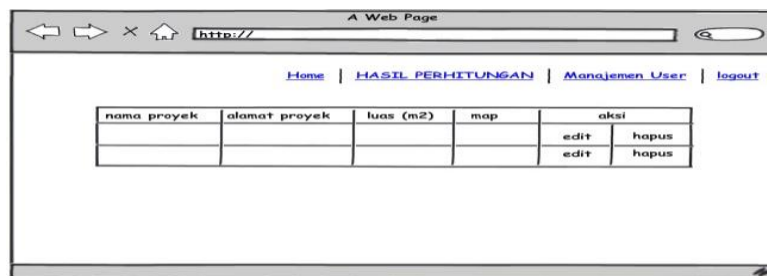 A Web Page
http://
Home | HASIL PERHITUNGAN | Manajemen User | logout
nama proyek alamat proyek luas (m2) map aksi
edit hapus
edit hapus